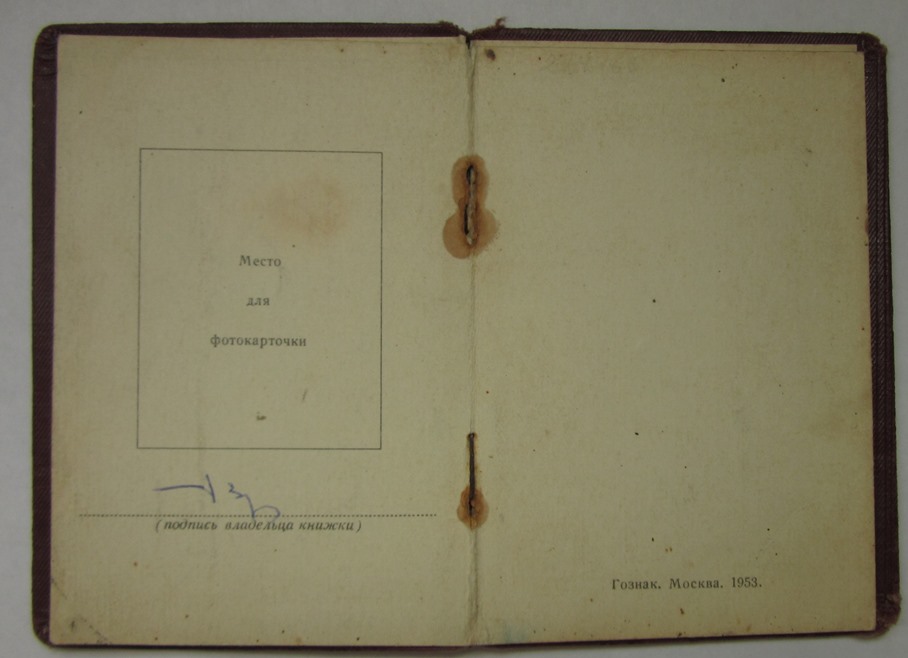 Место
для
фотокарточки
(подпись владельца книжки)
Гознак. Москва. 1953.